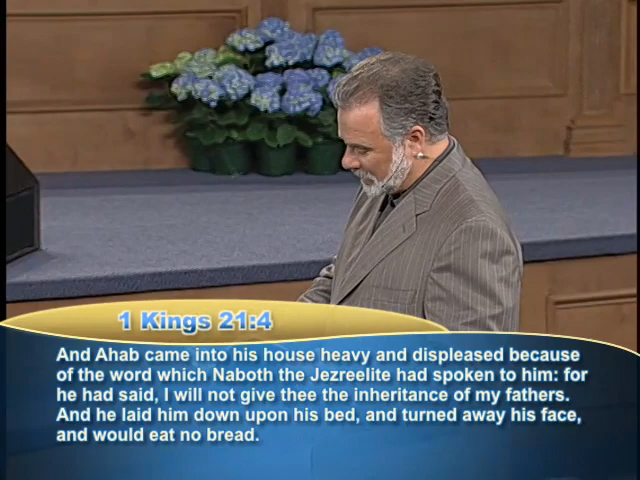 1 Kings 21:4
And Ahab came into his house heavy and displeased because
of the word which Naboth the Jezreelite had spoken to him: for
he had said, I will not give thee the inheritance of my fathers.
And he laid him down upon his bed, and turned away his face,
and would eat no bread.